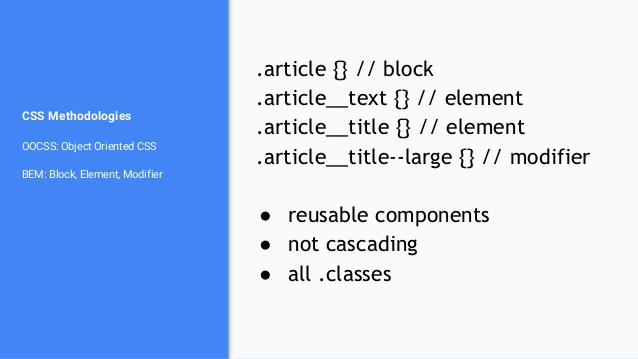 CSS Methodologies
OOCSS: Object Oriented CSS
BEM: Block, Element, Modifier
.article {} // block
.article__text {} // element
.article__title {} // element
.article__title--large {} // modifier
● reusable components
● not cascading
● all .classes